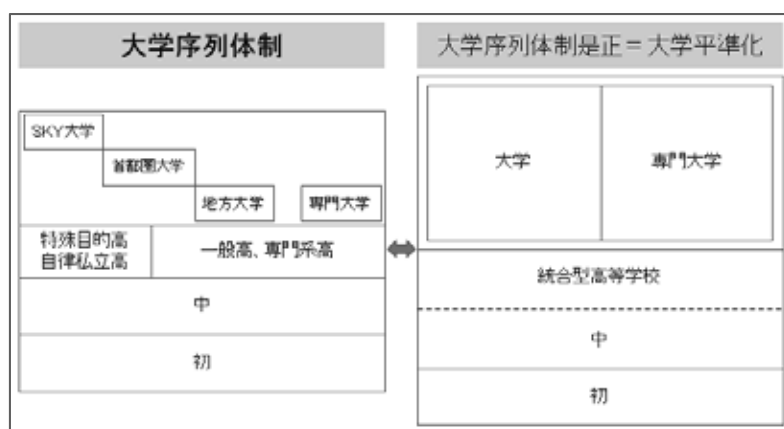 大学序列体制
SKY大学
首都圏大学
地方大学
専門大学
特殊目的高
自律私立高
一般高、専門系高
中
初
大学序列体制是正＝大学平準化
大学
専門大学
統合型高等学校
中
初